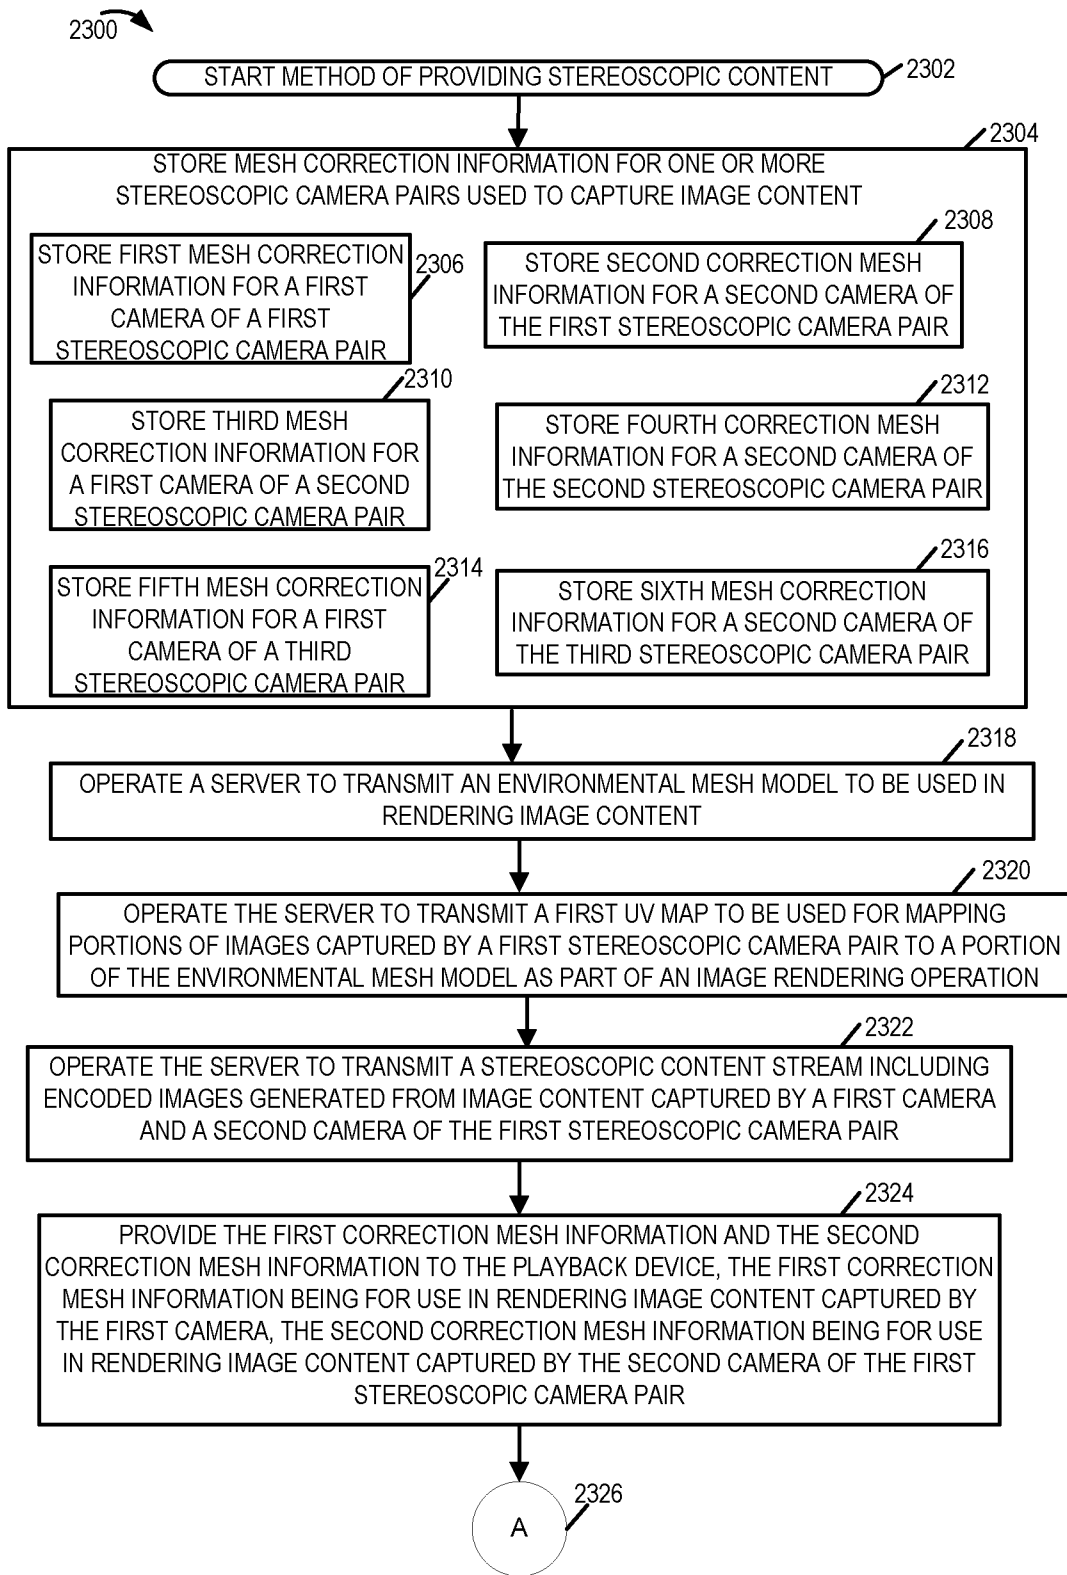 2300
START METHOD OF PROVIDING STEREOSCOPIC CONTENT
2302
2304
STORE MESH CORRECTION INFORMATION FOR ONE OR MORE
STEREOSCOPIC CAMERA PAIRS USED TO CAPTURE IMAGE CONTENT
STORE FIRST MESH CORRECTION
INFORMATION FOR A FIRST
CAMERA OF A FIRST
STEREOSCOPIC CAMERA PAIR
2306
2308
STORE SECOND CORRECTION MESH
INFORMATION FOR A SECOND CAMERA OF
THE FIRST STEREOSCOPIC CAMERA PAIR
2310
STORE THIRD MESH
CORRECTION INFORMATION FOR
A FIRST CAMERA OF A SECOND
STEREOSCOPIC CAMERA PAIR
2312
STORE FOURTH CORRECTION MESH
INFORMATION FOR A SECOND CAMERA OF
THE SECOND STEREOSCOPIC CAMERA PAIR
2314
STORE FIFTH MESH CORRECTION
INFORMATION FOR A FIRST
CAMERA OF A THIRD
STEREOSCOPIC CAMERA PAIR
2316
STORE SIXTH MESH CORRECTION
INFORMATION FOR A SECOND CAMERA OF
THE THIRD STEREOSCOPIC CAMERA PAIR
2318
OPERATE A SERVER TO TRANSMIT AN ENVIRONMENTAL MESH MODEL TO BE USED IN
RENDERING IMAGE CONTENT
2320
OPERATE THE SERVER TO TRANSMIT A FIRST UV MAP TO BE USED FOR MAPPING
PORTIONS OF IMAGES CAPTURED BY A FIRST STEREOSCOPIC CAMERA PAIR TO A PORTION
OF THE ENVIRONMENTAL MESH MODEL AS PART OF AN IMAGE RENDERING OPERATION
2322
OPERATE THE SERVER TO TRANSMIT A STEREOSCOPIC CONTENT STREAM INCLUDING
ENCODED IMAGES GENERATED FROM IMAGE CONTENT CAPTURED BY A FIRST CAMERA
AND A SECOND CAMERA OF THE FIRST STEREOSCOPIC CAMERA PAIR
2324
PROVIDE THE FIRST CORRECTION MESH INFORMATION AND THE SECOND
CORRECTION MESH INFORMATION TO THE PLAYBACK DEVICE, THE FIRST CORRECTION
MESH INFORMATION BEING FOR USE IN RENDERING IMAGE CONTENT CAPTURED BY
THE FIRST CAMERA, THE SECOND CORRECTION MESH INFORMATION BEING FOR USE
IN RENDERING IMAGE CONTENT CAPTURED BY THE SECOND CAMERA OF THE FIRST
STEREOSCOPIC CAMERA PAIR
2326
A